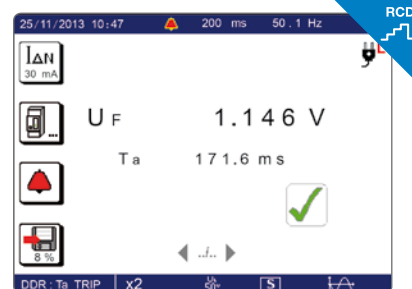 RCD
25/11/2013 10:47 200 ms 50.1 Hz
IΔN
30 mA
UF 1.146 V
Ta 171.6 ms
8 %
../..
DDR: Ta TRIP x2 S